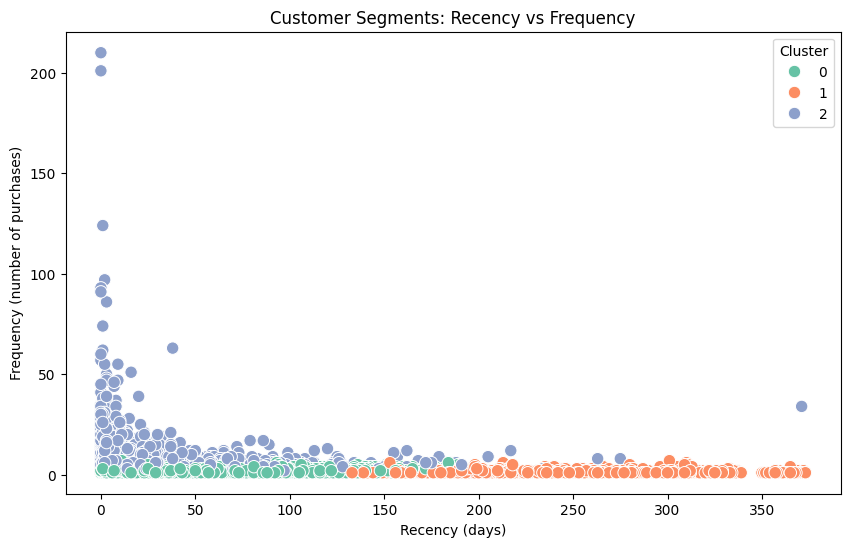 Customer Segments: Recency vs Frequency
Cluster
0
1
2
Frequency (number of purchases)
200
150
100
50
0
0 50 100 150 200 250 300 350
Recency (days)